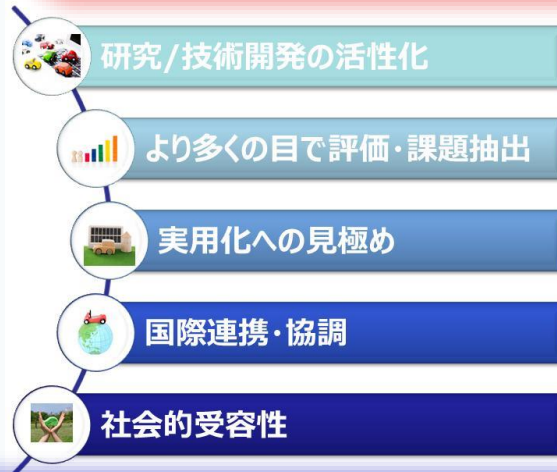 研究/技術開発の活性化
より多くの目で評価・課題抽出
実用化への見極め
国際連携・協調
社会的受容性